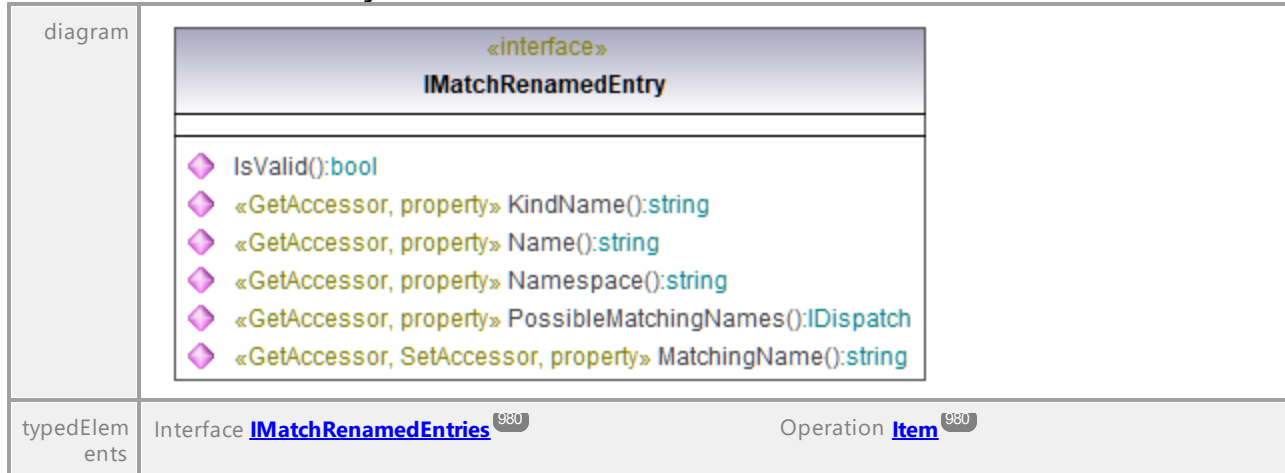 diagram
«interface»
IMatchRenamedEntry
IsValid():bool
«GetAccessor, property» KindName():string
«GetAccessor, property» Name():string
«GetAccessor, property» Namespace():string
«GetAccessor, property» PossibleMatchingNames():IDispatch
«GetAccessor, SetAccessor, property» MatchingName():string
typedElem
ents
Interface IMatchRenamedEntries 980 Operation Item 980